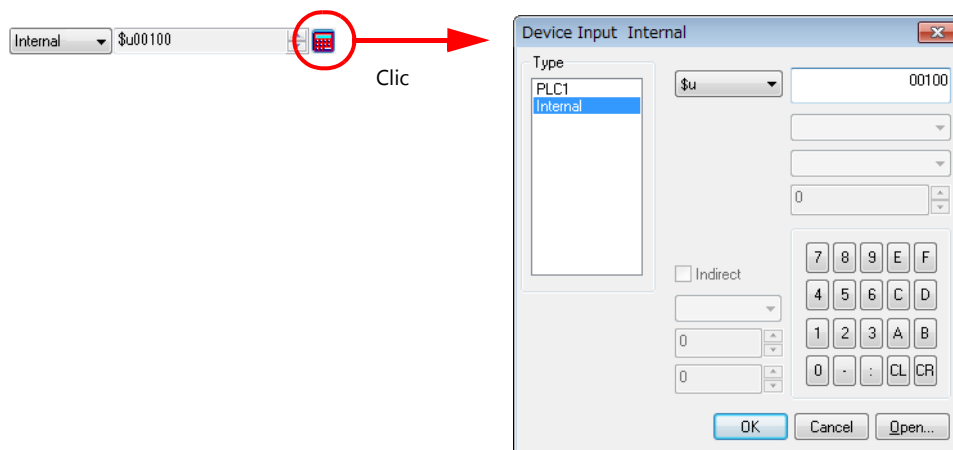 Internal $u00100
Clic
Device Input Internal
Type
PLC1
Internal
$u 00100
0
Indirect
0
0
7 8 9 E F
4 5 6 C D
1 2 3 A B
0 - : CL CR
OK Cancel Open...